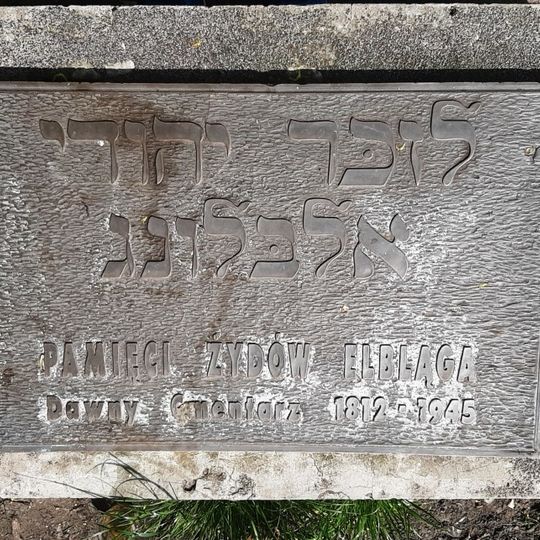 לזכר יהודי
אלבלונג
PAMIĘCI ŻYDÓW ELBLĄGA
Dawny Cmentarz 1812 - 1945